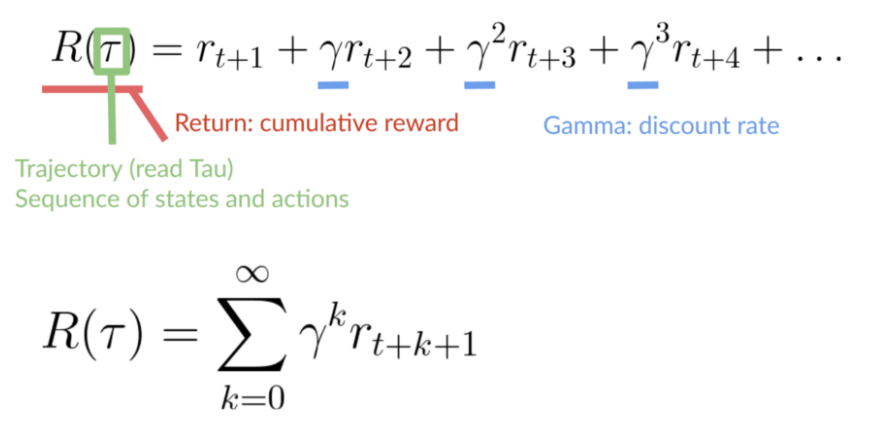 R(τ) = r_{t+1} + γr_{t+2} + γ^2r_{t+3} + γ^3r_{t+4} + ...
Return: cumulative reward
Gamma: discount rate
Trajectory (read Tau)
Sequence of states and actions
R(τ) = \sum_{k=0}^{∞} γ^k r_{t+k+1}